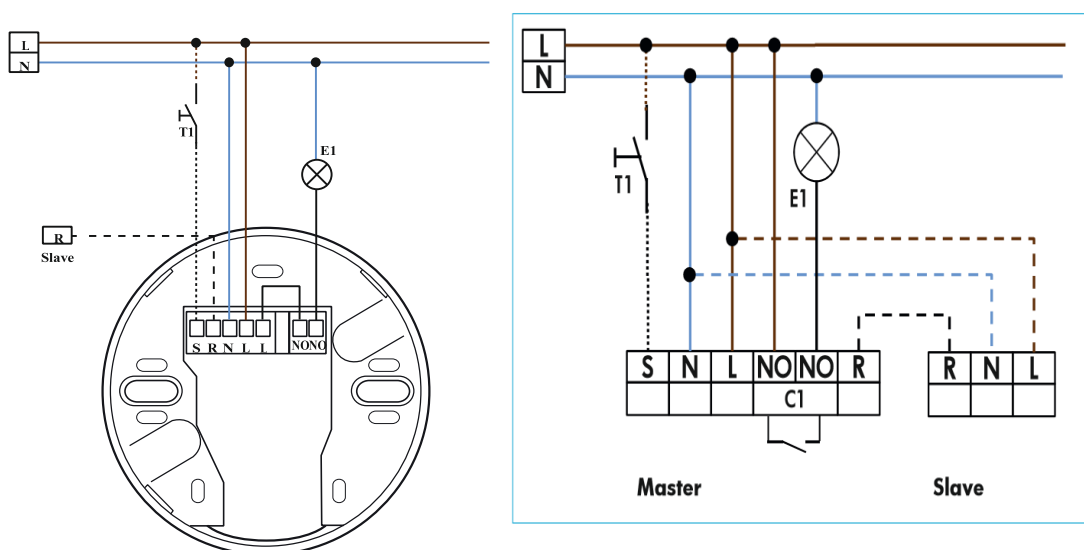 L
N
T1
E1
R
Slave
S R N L L NO NO
L
N
T1
E1
S N L NO NO R
C1
R N L
Master
Slave